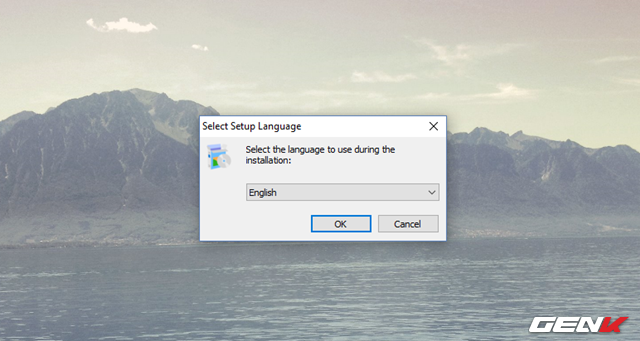 Select Setup Language
Select the language to use during the
installation:
English
OK
Cancel
GENK